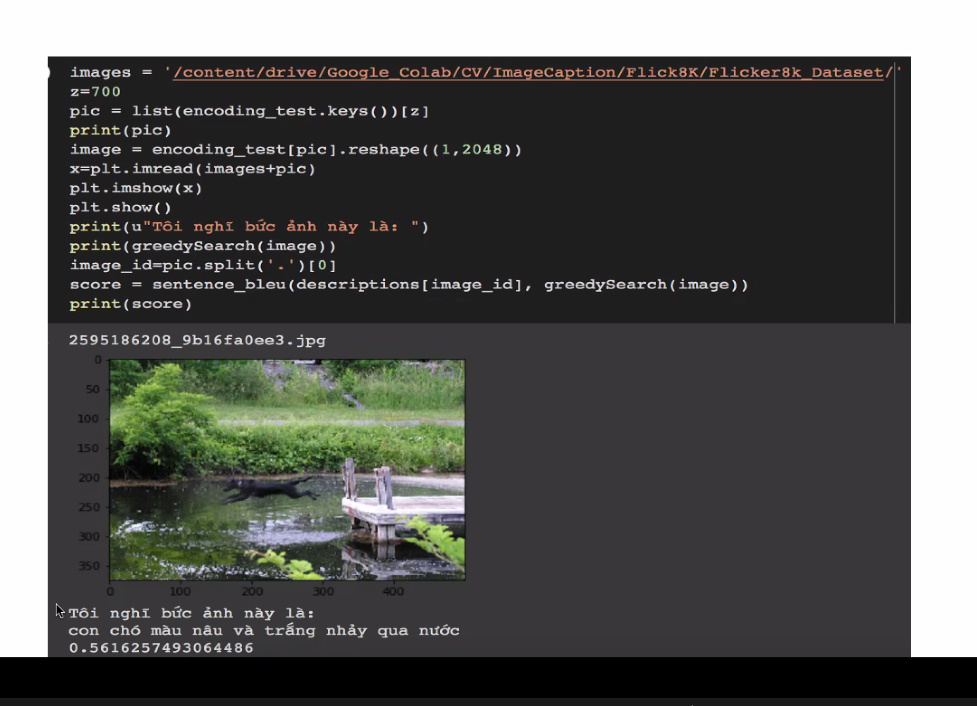 images = '/content/drive/Google_Colab/CV/ImageCaption/Flick8K/Flicker8k_Dataset/'
z=700
pic = list(encoding_test.keys())[z]
print(pic)
image = encoding_test[pic].reshape((1,2048))
x=plt.imread(images+pic)
plt.imshow(x)
plt.show()
print(u"Tôi nghĩ bức ảnh này là: ")
print(greedySearch(image))
image_id=pic.split('.')[0]
score = sentence_bleu(descriptions[image_id], greedySearch(image))
print(score)
2595186208_9b16fa0ee3.jpg
0
50
100
150
200
250
300
350
0 100 200 300 400
Tôi nghĩ bức ảnh này là:
con chó màu nâu và trắng nhảy qua nước
0.5616257493064486